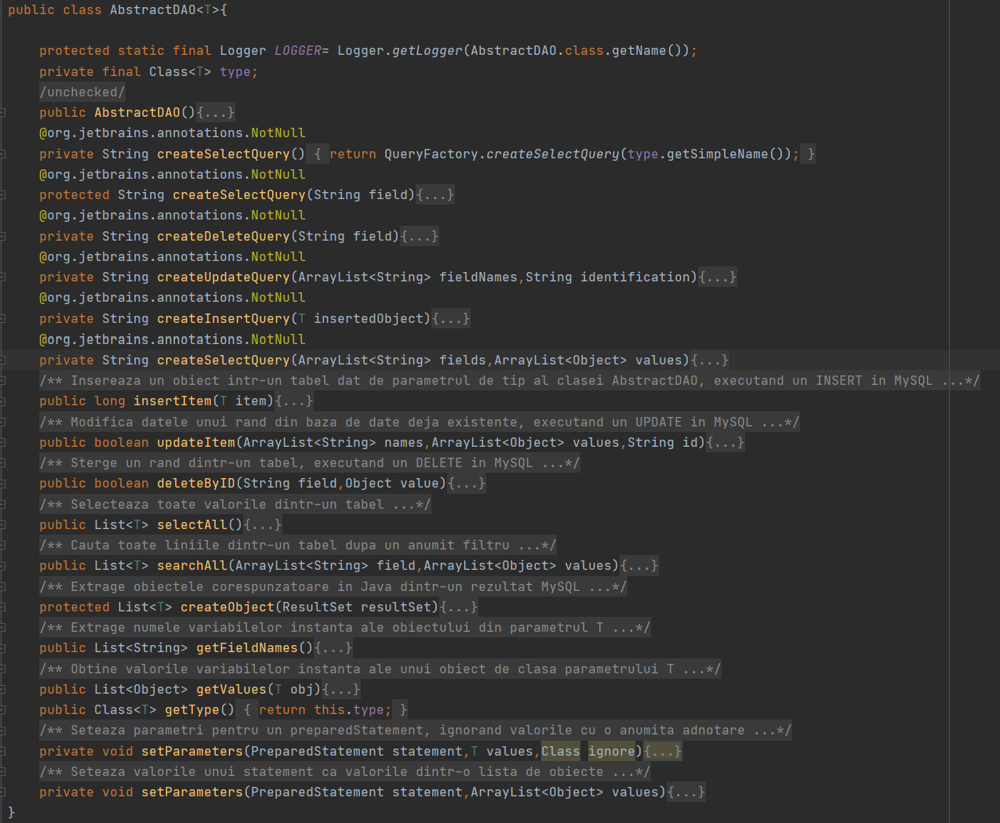 public class AbstractDAO<T>{
protected static final Logger LOGGER= Logger.getLogger(AbstractDAO.class.getName());
private final Class<T> type;
/unchecked/
public AbstractDAO(){...}
@org.jetbrains.annotations.NotNull
private String createSelectQuery() { return QueryFactory.createSelectQuery(type.getSimpleName()); }
@org.jetbrains.annotations.NotNull
protected String createSelectQuery(String field){...}
@org.jetbrains.annotations.NotNull
private String createDeleteQuery(String field){...}
@org.jetbrains.annotations.NotNull
private String createUpdateQuery(ArrayList<String> fieldNames,String identification){...}
@org.jetbrains.annotations.NotNull
private String createInsertQuery(T insertedObject){...}
@org.jetbrains.annotations.NotNull
private String createSelectQuery(ArrayList<String> fields,ArrayList<Object> values){...}
/** Insereaza un obiect intr-un tabel dat de parametrul de tip al clasei AbstractDAO, executand un INSERT in MySQL ...*/
public long insertItem(T item){...}
/** Modifica datele unui rand din baza de date deja existente, executand un UPDATE in MySQL ...*/
public boolean updateItem(ArrayList<String> names,ArrayList<Object> values,String id){...}
/** Sterge un rand dintr-un tabel, executand un DELETE in MySQL ...*/
public boolean deleteByID(String field,Object value){...}
/** Selecteaza toate valorile dintr-un tabel ...*/
public List<T> selectAll(){...}
/** Cauta toate liniile dintr-un tabel dupa un anumit filtru ...*/
public List<T> searchAll(ArrayList<String> field,ArrayList<Object> values){...}
/** Extrage obiectele corespunzatoare in Java dintr-un rezultat MySQL ...*/
protected List<T> createObject(ResultSet resultSet){...}
/** Extrage numele variabilelor instanta ale obiectului din parametrul T ...*/
public List<String> getFieldNames(){...}
/** Obtine valorile variabilelor instanta ale unui obiect de clasa parametrului T ...*/
public List<Object> getValues(T obj){...}
public Class<T> getType() { return this.type; }
/** Seteaza parametri pentru un preparedStatement, ignorand valorile cu o anumita adnotare ...*/
private void setParameters(PreparedStatement statement,T values,Class ignore){...}
/** Seteaza valorile unui statement ca valorile dintr-o lista de obiecte ...*/
private void setParameters(PreparedStatement statement,ArrayList<Object> values){...}
}